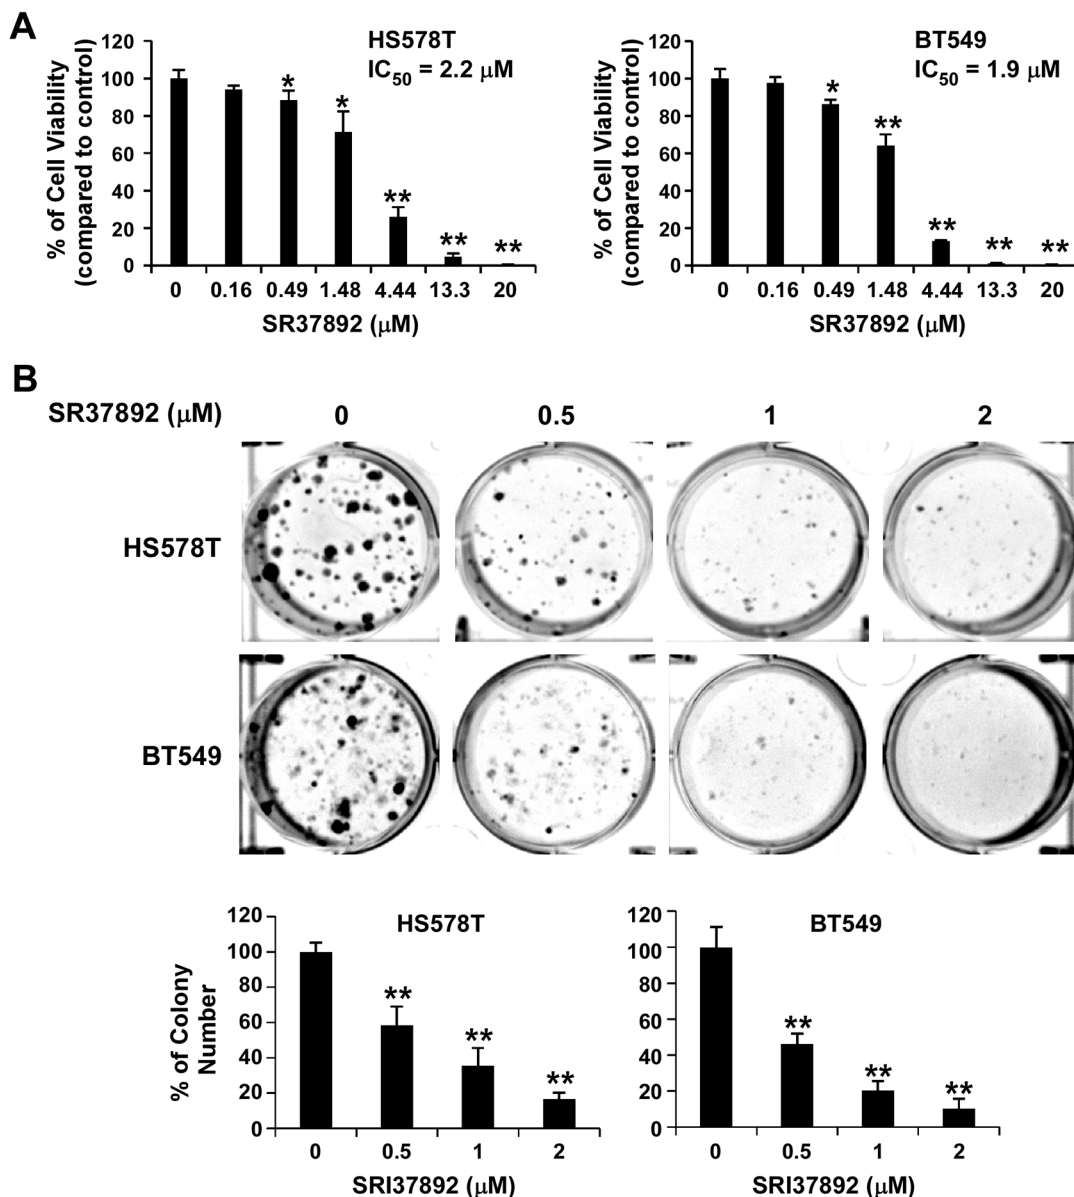 A
HS578T
IC50 = 2.2 μM
% of Cell Viability
(compared to control)
120
100
80
60
40
20
0
*
*
**
**
**
0 0.16 0.49 1.48 4.44 13.3 20
SR37892 (μM)
BT549
IC50 = 1.9 μM
% of Cell Viability
(compared to control)
120
100
80
60
40
20
0
*
**
**
**
**
0 0.16 0.49 1.48 4.44 13.3 20
SR37892 (μM)
B
SR37892 (μM) 0 0.5 1 2
HS578T
BT549
HS578T
% of Colony
Number
120
100
80
60
40
20
0
**
**
**
0 0.5 1 2
SRI37892 (μM)
BT549
120
100
80
60
40
20
0
**
**
**
0 0.5 1 2
SRI37892 (μM)